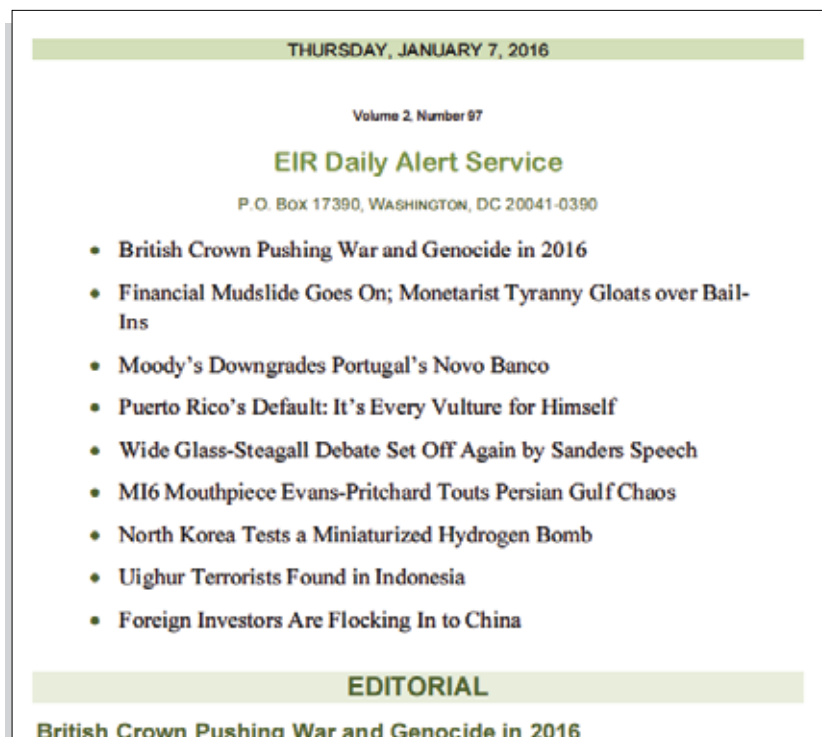 THURSDAY, JANUARY 7, 2016
Volume 2, Number 97
EIR Daily Alert Service
P.O. Box 17390, Washington, DC 20041-0390
• British Crown Pushing War and Genocide in 2016
• Financial Mudslide Goes On; Monetarist Tyranny Gloats over Bail-
Ins
• Moody's Downgrades Portugal's Novo Banco
• Puerto Rico's Default: It's Every Vulture for Himself
• Wide Glass-Steagall Debate Set Off Again by Sanders Speech
• MI6 Mouthpiece Evans-Pritchard Touts Persian Gulf Chaos
• North Korea Tests a Miniaturized Hydrogen Bomb
• Uighur Terrorists Found in Indonesia
• Foreign Investors Are Flocking In to China
EDITORIAL
British Crown Pushing War and Genocide in 2016